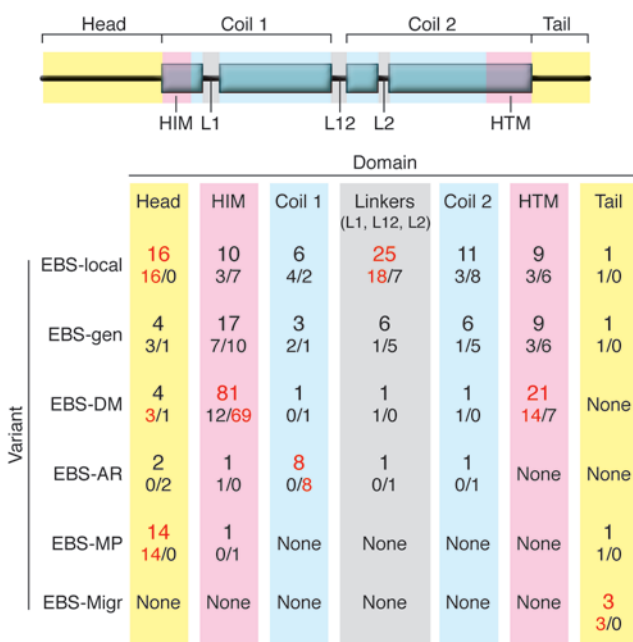 Head Coil 1 Coil 2 Tail
HIM L1 L12 L2 HTM
Domain
Head HIM Coil 1 Linkers Coil 2 HTM Tail
(L1, L12, L2)
EBS-local 16 10 6 25 11 9 1
16/0 3/7 4/2 18/7 3/8 3/6 1/0
EBS-gen 4 17 3 6 6 9 1
3/1 7/10 2/1 1/5 1/5 3/6 1/0
EBS-DM 4 81 1 1 1 21 None
3/1 12/69 0/1 1/0 1/0 14/7
EBS-AR 2 1 8 1 1 None None
0/2 1/0 0/8 0/1 0/1
EBS-MP 14 1 None None None None 1
14/0 0/1 1/0
EBS-Migr None None None None None None 3
3/0
Variant